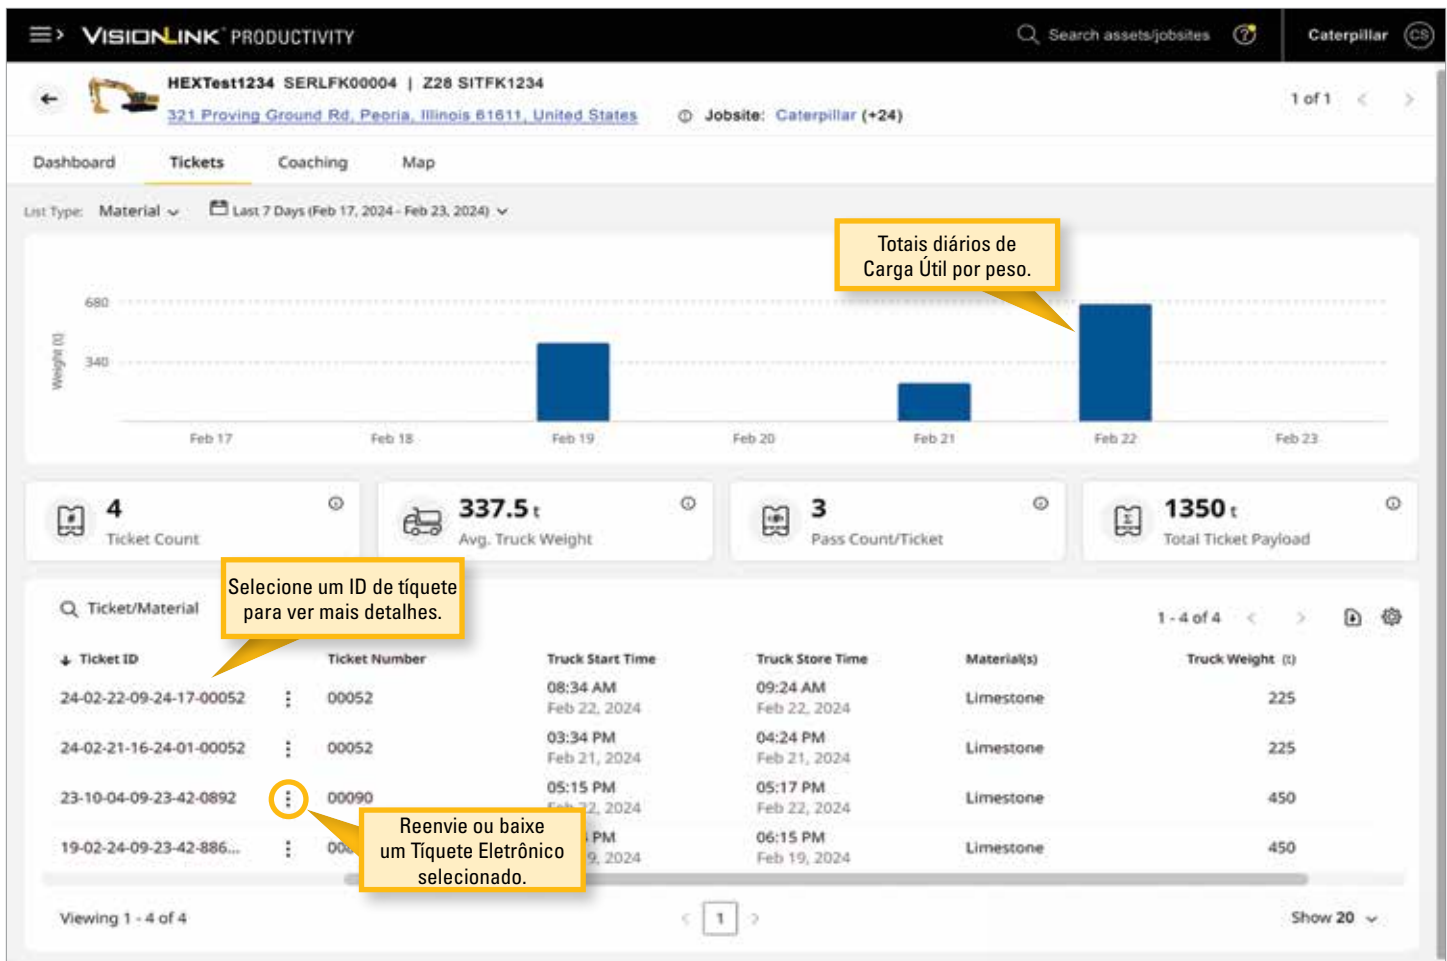 VISIONLINK PRODUCTIVITY
Search assets/jobsites
Caterpillar CS
HEXTest1234 SERLFK00004 | Z28 SITFK1234
321 Proving Ground Rd, Peoria, Illinois 61611, United States
Jobsite: Caterpillar (+24)
1 of 1
Dashboard Tickets Coaching Map
List Type: Material Last 7 Days (Feb 17, 2024 - Feb 23, 2024)
Totais diários de
Carga Útil por peso.
680
340
Weight (t)
Feb 17 Feb 18 Feb 19 Feb 20 Feb 21 Feb 22 Feb 23
4
Ticket Count
337.5 t
Avg. Truck Weight
3
Pass Count/Ticket
1350 t
Total Ticket Payload
Selecione um ID de tíquete
para ver mais detalhes.
Ticket/Material
1 - 4 of 4
Ticket ID Ticket Number Truck Start Time Truck Store Time Material(s) Truck Weight (t)
24-02-22-09-24-17-00052 00052 08:34 AM 09:24 AM Limestone 225
Feb 22, 2024 Feb 22, 2024
24-02-21-16-24-01-00052 00052 03:34 PM 04:24 PM Limestone 225
Feb 21, 2024 Feb 21, 2024
23-10-04-09-23-42-0892 00090 05:15 PM 05:17 PM Limestone 450
22, 2024 Feb 22, 2024
19-02-24-09-23-42-886... PM 06:15 PM Limestone 450
9, 2024 Feb 19, 2024
Reenvie ou baixe
um Tíquete Eletrônico
selecionado.
Viewing 1 - 4 of 4
1
Show 20